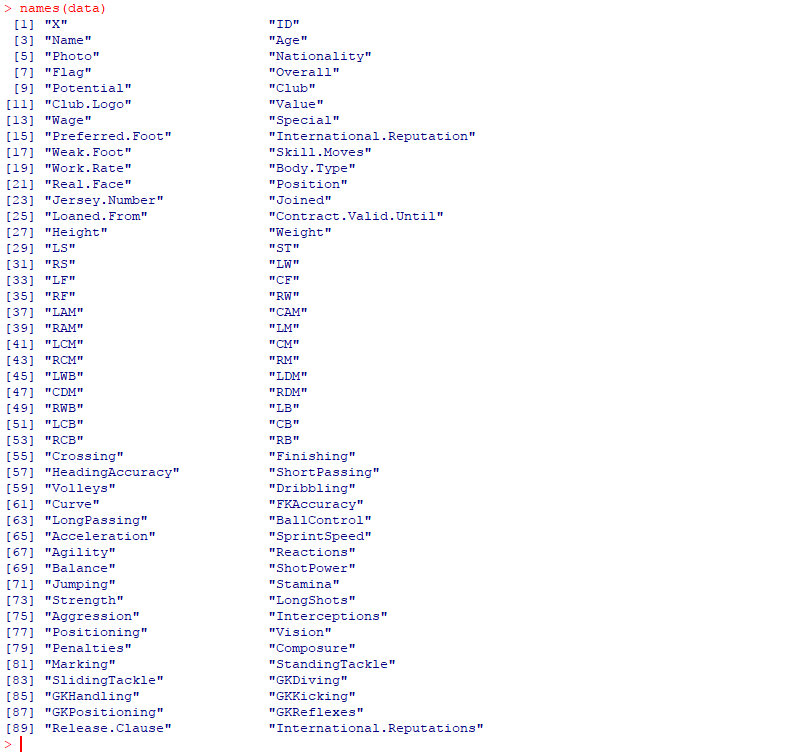 > names(data)
[1] "X" "ID"
[3] "Name" "Age"
[5] "Photo" "Nationality"
[7] "Flag" "Overall"
[9] "Potential" "Club"
[11] "Club.Logo" "Value"
[13] "Wage" "Special"
[15] "Preferred.Foot" "International.Reputation"
[17] "Weak.Foot" "Skill.Moves"
[19] "Work.Rate" "Body.Type"
[21] "Real.Face" "Position"
[23] "Jersey.Number" "Joined"
[25] "Loaned.From" "Contract.Valid.Until"
[27] "Height" "Weight"
[29] "LS" "ST"
[31] "RS" "LW"
[33] "LF" "CF"
[35] "RF" "RW"
[37] "LAM" "CAM"
[39] "RAM" "LM"
[41] "LCM" "CM"
[43] "RCM" "RM"
[45] "LWB" "LDM"
[47] "CDM" "RDM"
[49] "RWB" "LB"
[51] "LCB" "CB"
[53] "RCB" "RB"
[55] "Crossing" "Finishing"
[57] "HeadingAccuracy" "ShortPassing"
[59] "Volleys" "Dribbling"
[61] "Curve" "FKAccuracy"
[63] "LongPassing" "BallControl"
[65] "Acceleration" "SprintSpeed"
[67] "Agility" "Reactions"
[69] "Balance" "ShotPower"
[71] "Jumping" "Stamina"
[73] "Strength" "LongShots"
[75] "Aggression" "Interceptions"
[77] "Positioning" "Vision"
[79] "Penalties" "Composure"
[81] "Marking" "StandingTackle"
[83] "SlidingTackle" "GKDiving"
[85] "GKHandling" "GKKicking"
[87] "GKPositioning" "GKReflexes"
[89] "Release.Clause" "International.Reputations"
>